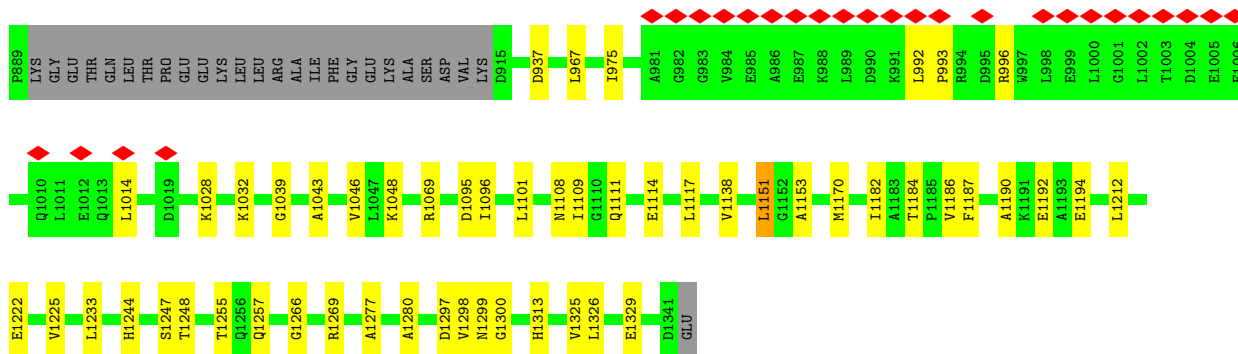 P889 LYS GLY GLU THR GLN LEU THR PRO GLU GLU LYS LEU LEU ARG ALA ILE PHE GLY GLU LYS ALA SER ASP VAL LYS D915 D937 L967 I975 A981 G982 G983 V984 E985 A986 E987 K988 L989 D990 K991 L992 P993 R994 D995 R996 W997 L998 E999 L1000 G1001 L1002 T1003 D1004 E1005 E1006
Q1010 L1011 E1012 Q1013 L1014 D1019 K1028 K1032 G1039 A1043 V1046 L1047 K1048 R1069 D1095 I1096 L1101 N1108 I1109 G1110 Q1111 E1114 L1117 V1138 L1151 G1152 A1153 M1170 I1182 A1183 T1184 P1185 V1186 F1187 A1190 K1191 E1192 A1193 E1194 L1212
E1222 V1225 L1233 H1244 S1247 T1248 T1255 Q1256 Q1257 G1266 R1269 A1277 A1280 D1297 V1298 N1299 G1300 H1313 V1325 L1326 E1329 D1341 GLU